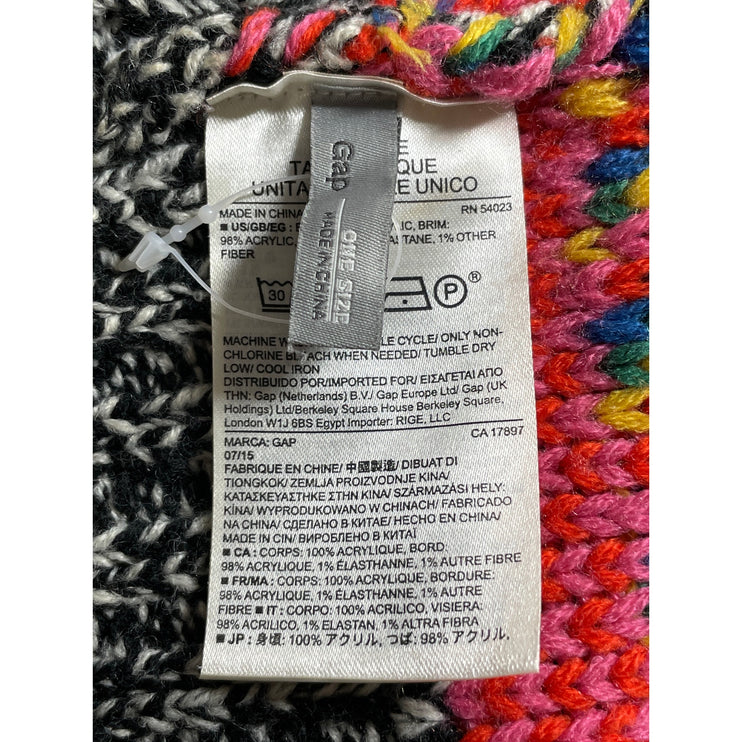 Gap
ONE SIZE
MADE IN CHINA
E
TA QUE
UNITA E UNICO
MADE IN CHINA RN 54023
■ US/GB/EG : IC, BRIM:
98% ACRYLIC, TANE, 1% OTHER
FIBER
30 P ®
MACHINE W LE CYCLE/ ONLY NON-
CHLORINE BLEACH WHEN NEEDED/ TUMBLE DRY
LOW/ COOL IRON
DISTRIBUIDO POR/IMPORTED FOR/ ΕΙΣΑΓΕΤΑΙ ΑΠΟ
ΤΗΝ: Gap (Netherlands) B.V./ Gap Europe Ltd/ Gap (UK
Holdings) Ltd/Berkeley Square House Berkeley Square,
London W1J 6BS Egypt Importer: RIGE, LLC
MARCA: GAP CA 17897
07/15
FABRIQUE EN CHINE/ 中國製造/ DIBUAT DI
TIONGKOK/ ZEMLJA PROIZVODNJE KINA/
ΚΑΤΑΣΚΕΥΑΣΤΗΚΕ ΣΤΗΝ ΚΙΝΑ/ SZÁRMAZÁSI HELY:
KÍNA/ WYPRODUKOWANO W CHINACH/ FABRICAT
NA CHINA/ СДЕЛАНО В КИТАЕ/ HECHO EN CHINA/
MADE IN CIN/ ВИРОБЛЕНО В КИТАЇ
■ CA : CORPS: 100% ACRYLIQUE, BORD:
98% ACRYLIQUE, 1% ÉLASTHANNE, 1% AUTRE FIBRE
■ FR/MA : CORPS: 100% ACRYLIQUE, BORDURE:
98% ACRYLIQUE, 1% ÉLASTHANNE, 1% AUTRE
FIBRE ■ IT : CORPO: 100% ACRILICO, VISIERA:
98% ACRILICO, 1% ELASTAN, 1% ALTRA FIBRA
■ JP : 身頃: 100% アクリル, つば: 98% アクリル,